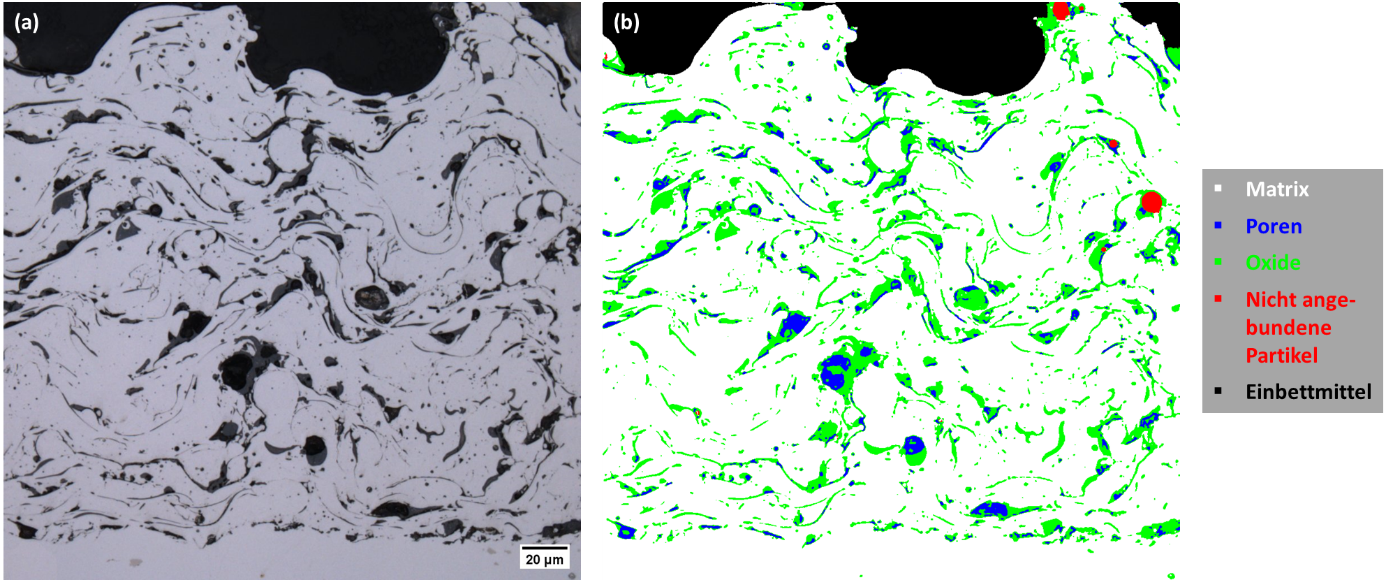 (a)
(b)
Matrix
Poren
Oxide
Nicht ange-
bundene
Partikel
Einbettmittel
20 µm